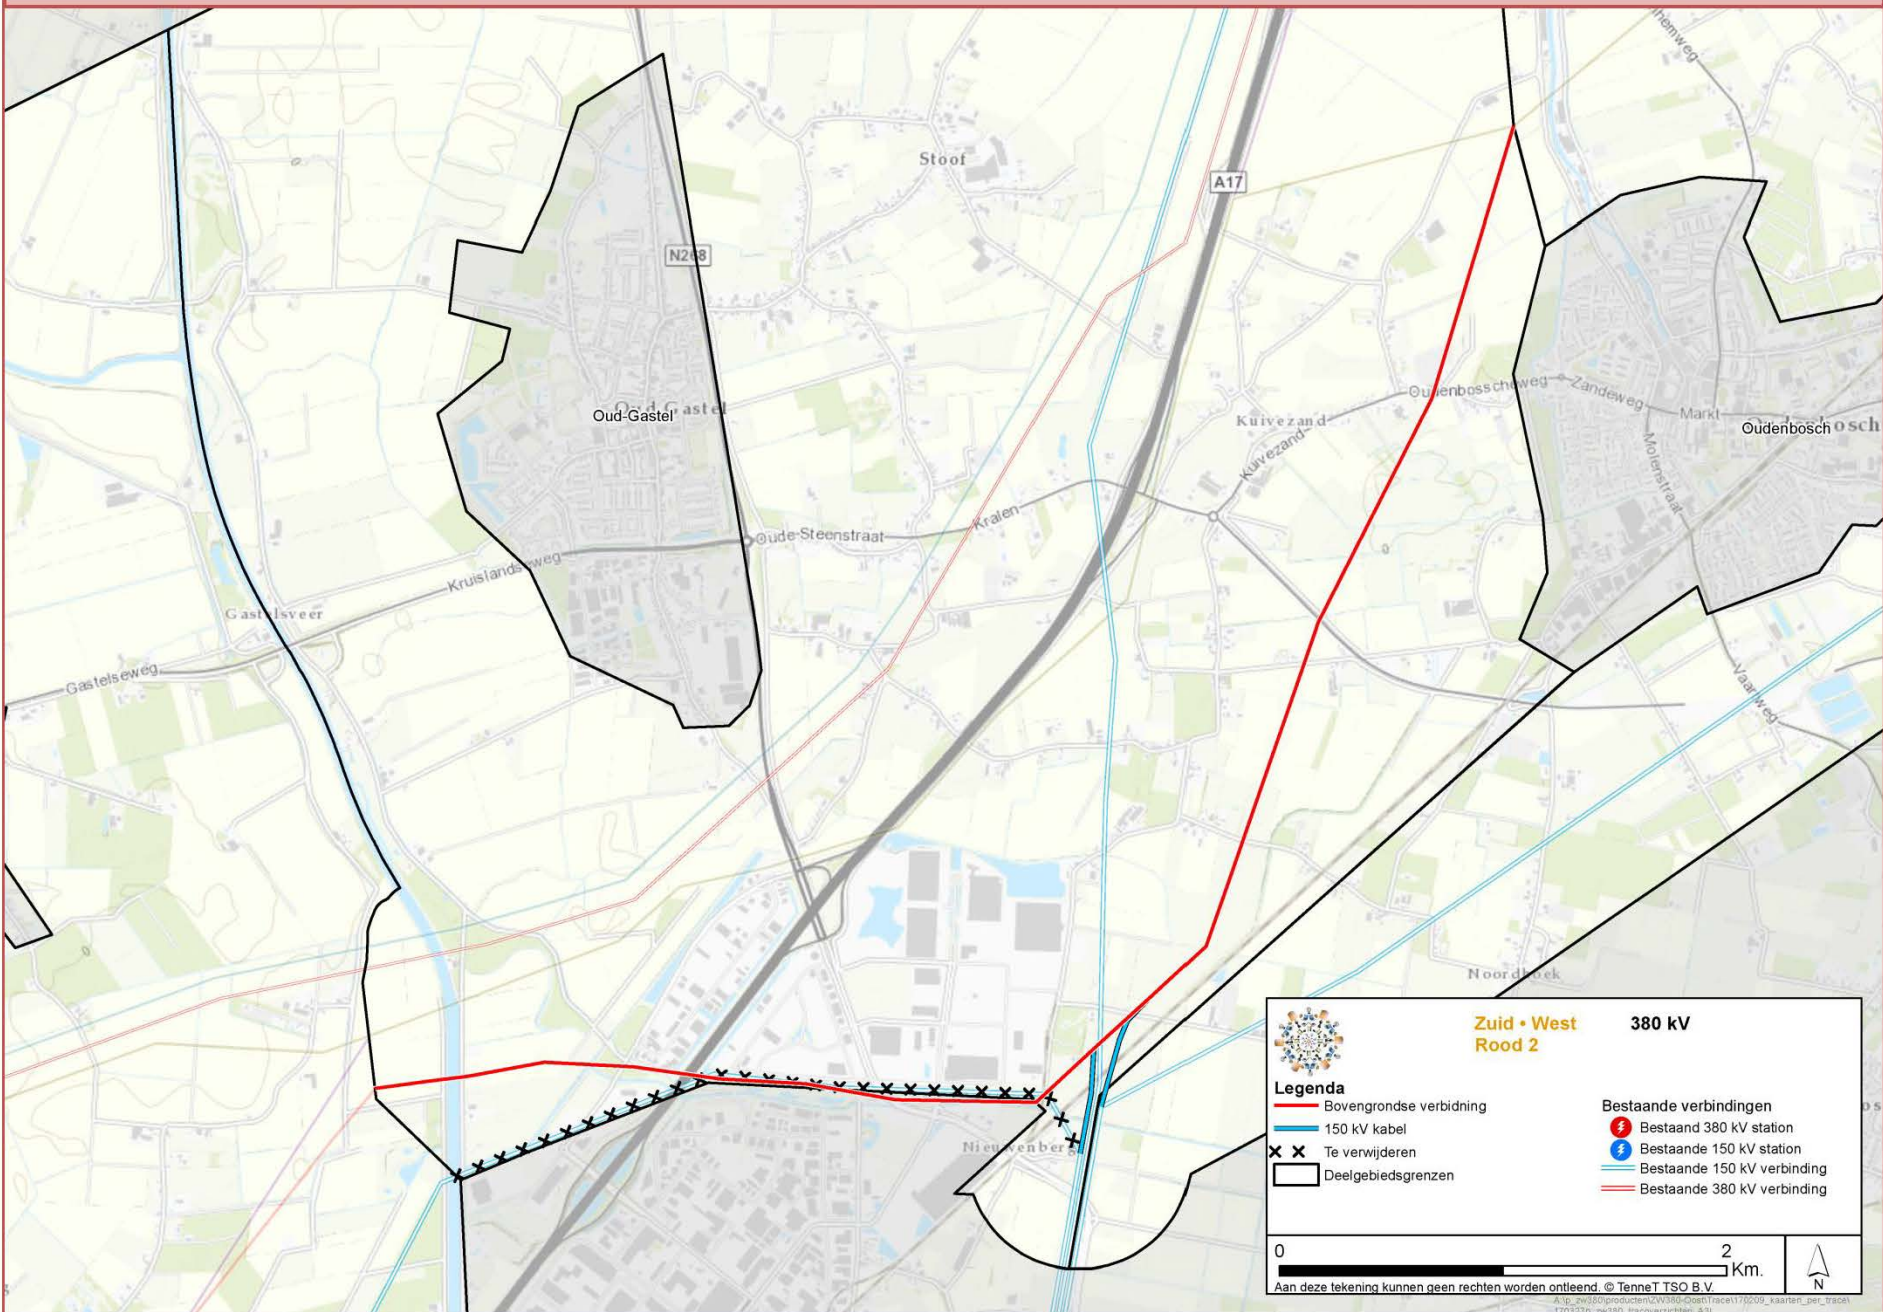 Stoof
A17
N268
Oud-Gastel
Oud Gastel
Oudenbosscheweg
Zandeweg
Markt
Oudenbosch
Kuivezand
Kuivezand
Molenstraat
Kralen
Oude-Steenstraat
Kruislandseweg
Gastelsveer
Gastelseweg
Vaartweg
Noordhoek
Nieuwenberg
Zuid • West 380 kV
Rood 2
Legenda
Bovengrondse verbidning
150 kV kabel
Te verwijderen
Deelgebiedsgrenzen
Bestaande verbindingen
Bestaand 380 kV station
Bestaande 150 kV station
Bestaande 150 kV verbinding
Bestaande 380 kV verbinding
0 2
Km.
N
Aan deze tekening kunnen geen rechten worden ontleend. © TenneT TSO B.V.